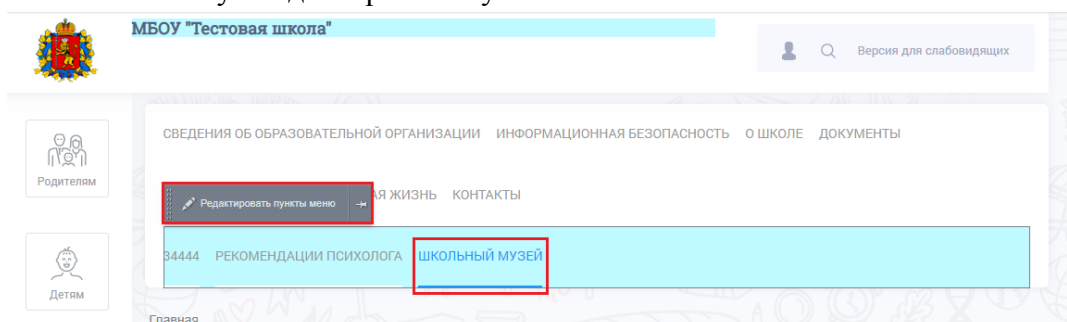 МБОУ "Тестовая школа"
Версия для слабовидящих
СВЕДЕНИЯ ОБ ОБРАЗОВАТЕЛЬНОЙ ОРГАНИЗАЦИИ ИНФОРМАЦИОННАЯ БЕЗОПАСНОСТЬ О ШКОЛЕ ДОКУМЕНТЫ
Родителям
Редактировать пункты меню АЯ ЖИЗНЬ КОНТАКТЫ
34444 РЕКОМЕНДАЦИИ ПСИХОЛОГА ШКОЛЬНЫЙ МУЗЕЙ
Детям
Главная